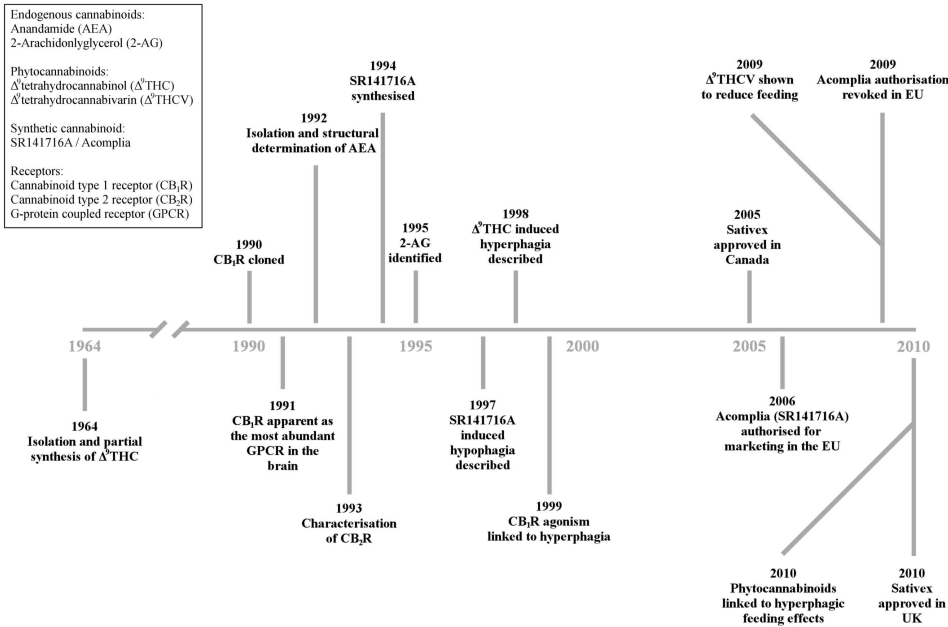 Endogenous cannabinoids:
Anandamide (AEA)
2-Arachidonlyglycerol (2-AG)
Phytocannabinoids:
Δ⁹tetrahydrocannabinol (Δ⁹THC)
Δ⁹tetrahydrocannabivarin (Δ⁹THCV)
Synthetic cannabinoid:
SR141716A / Acomplia
Receptors:
Cannabinoid type 1 receptor (CB₁R)
Cannabinoid type 2 receptor (CB₂R)
G-protein coupled receptor (GPCR)
1994
SR141716A
synthesised
2009
Δ⁹THCV shown
to reduce feeding
2009
Acomplia authorisation
revoked in EU
1992
Isolation and structural
determination of AEA
1990
CB₁R cloned
1995
2-AG
identified
1998
Δ⁹THC induced
hyperphagia
described
2005
Sativex
approved in
Canada
1964
1990
1995
2000
2005
2010
1964
Isolation and partial
synthesis of Δ⁹THC
1991
CB₁R apparent as
the most abundant
GPCR in the
brain
1997
SR141716A
induced
hypophagia
described
2006
Acomplia (SR141716A)
authorised for
marketing in the EU
1993
Characterisation
of CB₂R
1999
CB₁R agonism
linked to hyperphagia
2010
Phytocannabinoids
linked to hyperphagic
feeding effects
2010
Sativex
approved in
UK